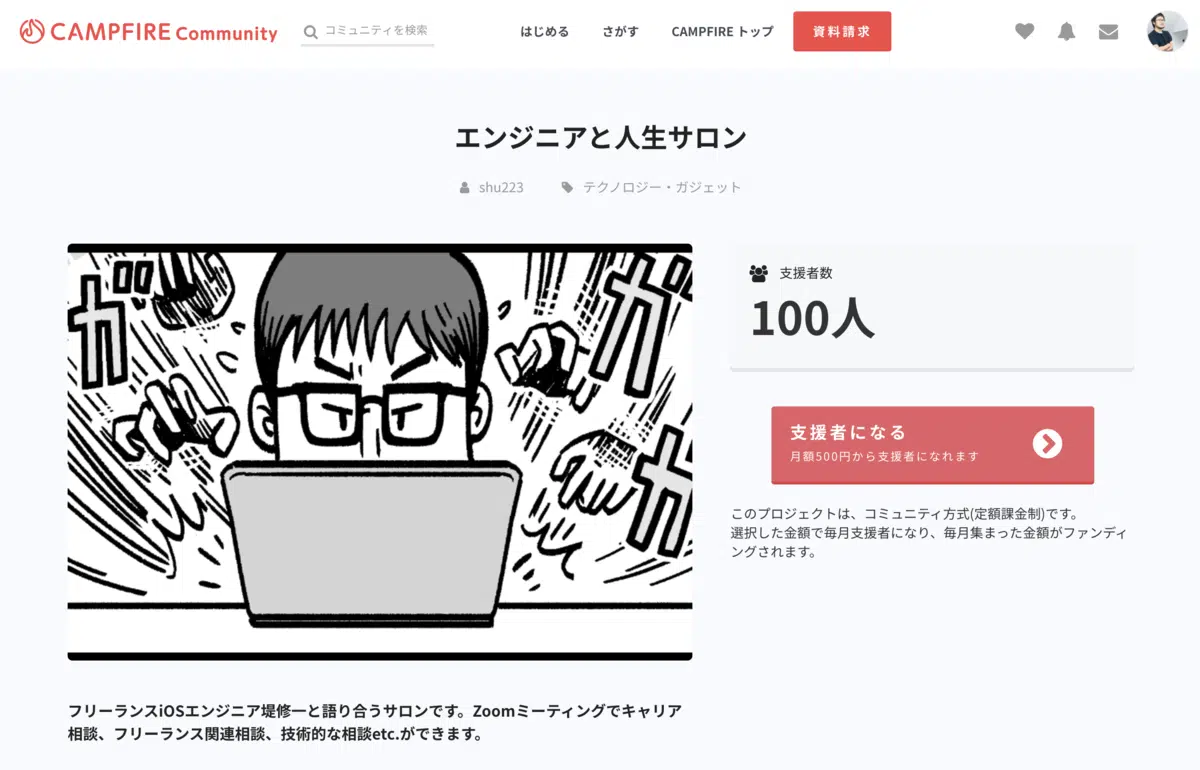 CAMPFIRE Community
コミュニティを検索
はじめる
さがす
CAMPFIRE トップ
資料請求
エンジニアと人生サロン
shu223
テクノロジー・ガジェット
ガ
ガ
ガ
支援者数
100人
支援者になる
月額500円から支援者になれます
このプロジェクトは、コミュニティ方式(定額課金制)です。
選択した金額で毎月支援者になり、毎月集まった金額がファンディ
ングされます。
フリーランスiOSエンジニア堤修一と語り合うサロンです。Zoomミーティングでキャリア
相談、フリーランス関連相談、技術的な相談etc.ができます。